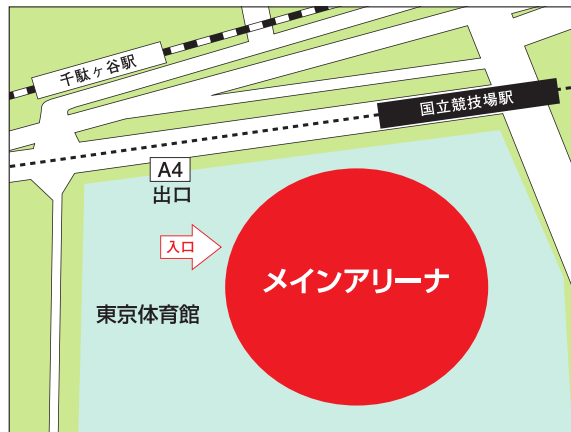 千駄ヶ谷駅
国立競技場駅
A4
出口
入口
メインアリーナ
東京体育館